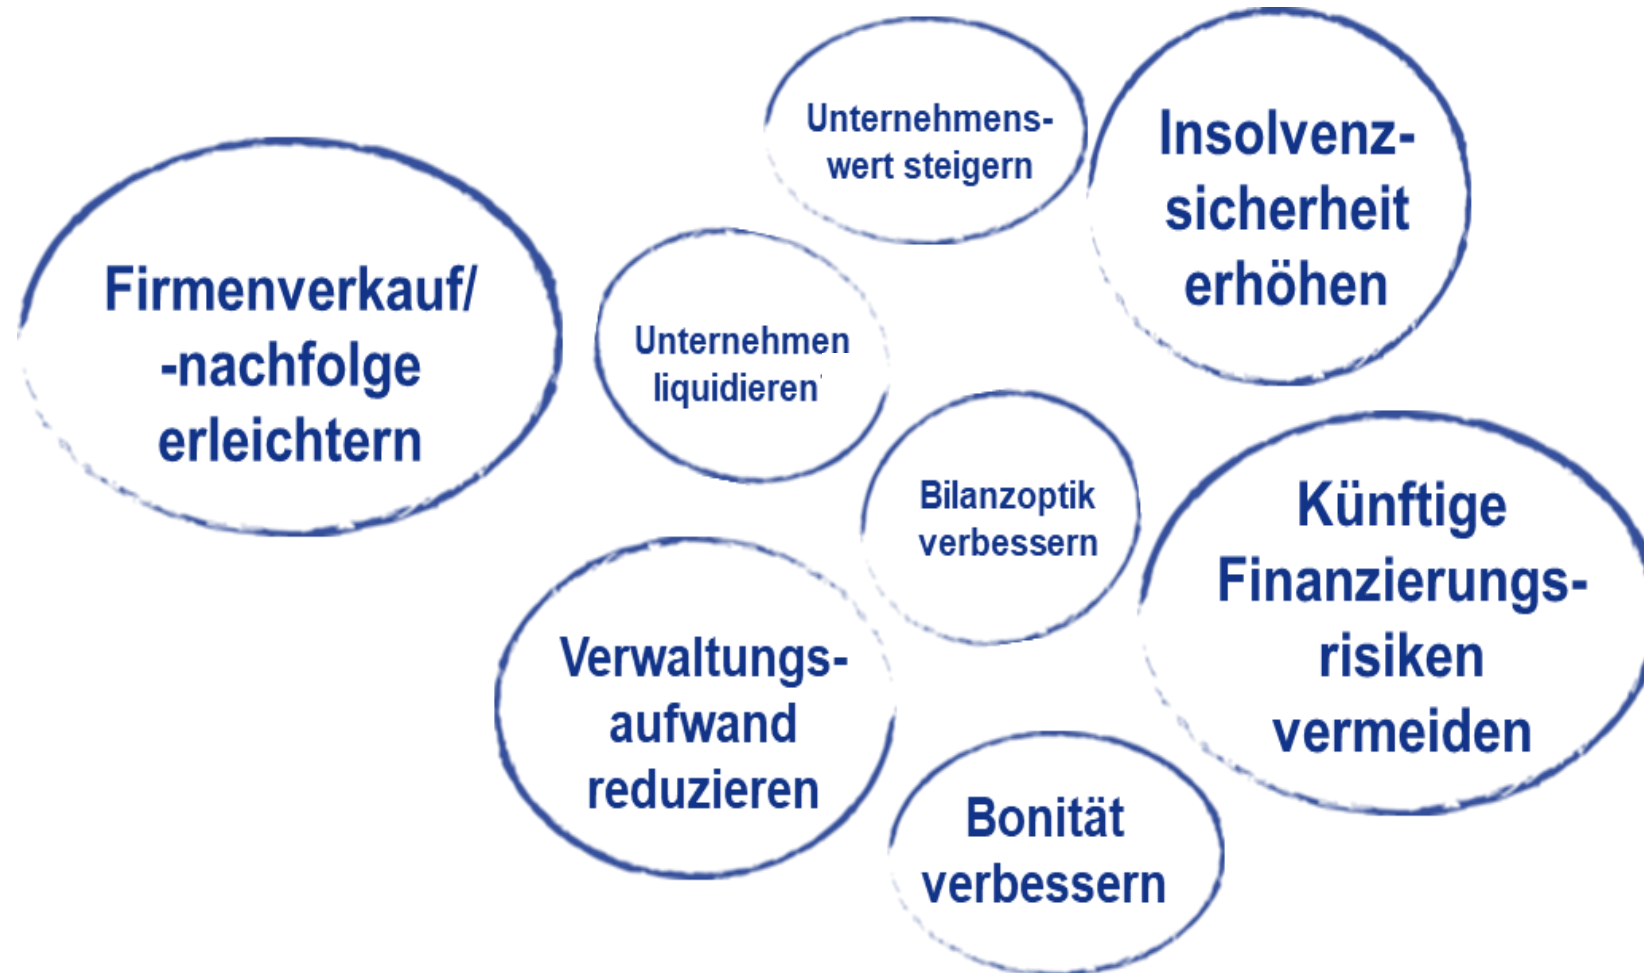 Unternehmens-
wert steigern
Insolvenz-
sicherheit
erhöhen
Firmenverkauf/
-nachfolge
erleichtern
Unternehmen
liquidieren
Bilanzoptik
verbessern
Künftige
Finanzierungs-
risiken
vermeiden
Verwaltungs-
aufwand
reduzieren
Bonität
verbessern